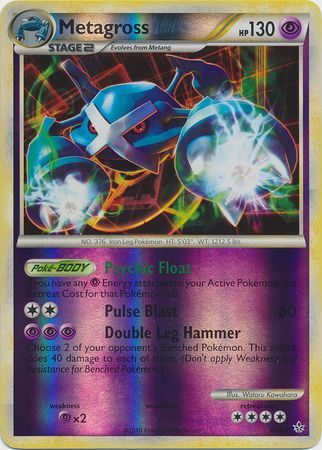 Metagross HP 130
STAGE 2 Evolves from Metang
NO. 376 Iron Leg Pokémon HT: 5'03" WT: 1212.5 lbs.
Poké-BODY Psychic Float
If you have any Energy attached to your Active Pokémon, the
Retreat Cost for that Pokémon is 0.
Pulse Blast 60
Double Leg Hammer
Choose 2 of your opponent's Benched Pokémon. This attack
does 40 damage to each of them. (Don't apply Weakness and
Resistance for Benched Pokémon.)
Illus. Wataru Kawahara
weakness resistance retreat
×2
©2010 Pokémon/Nintendo